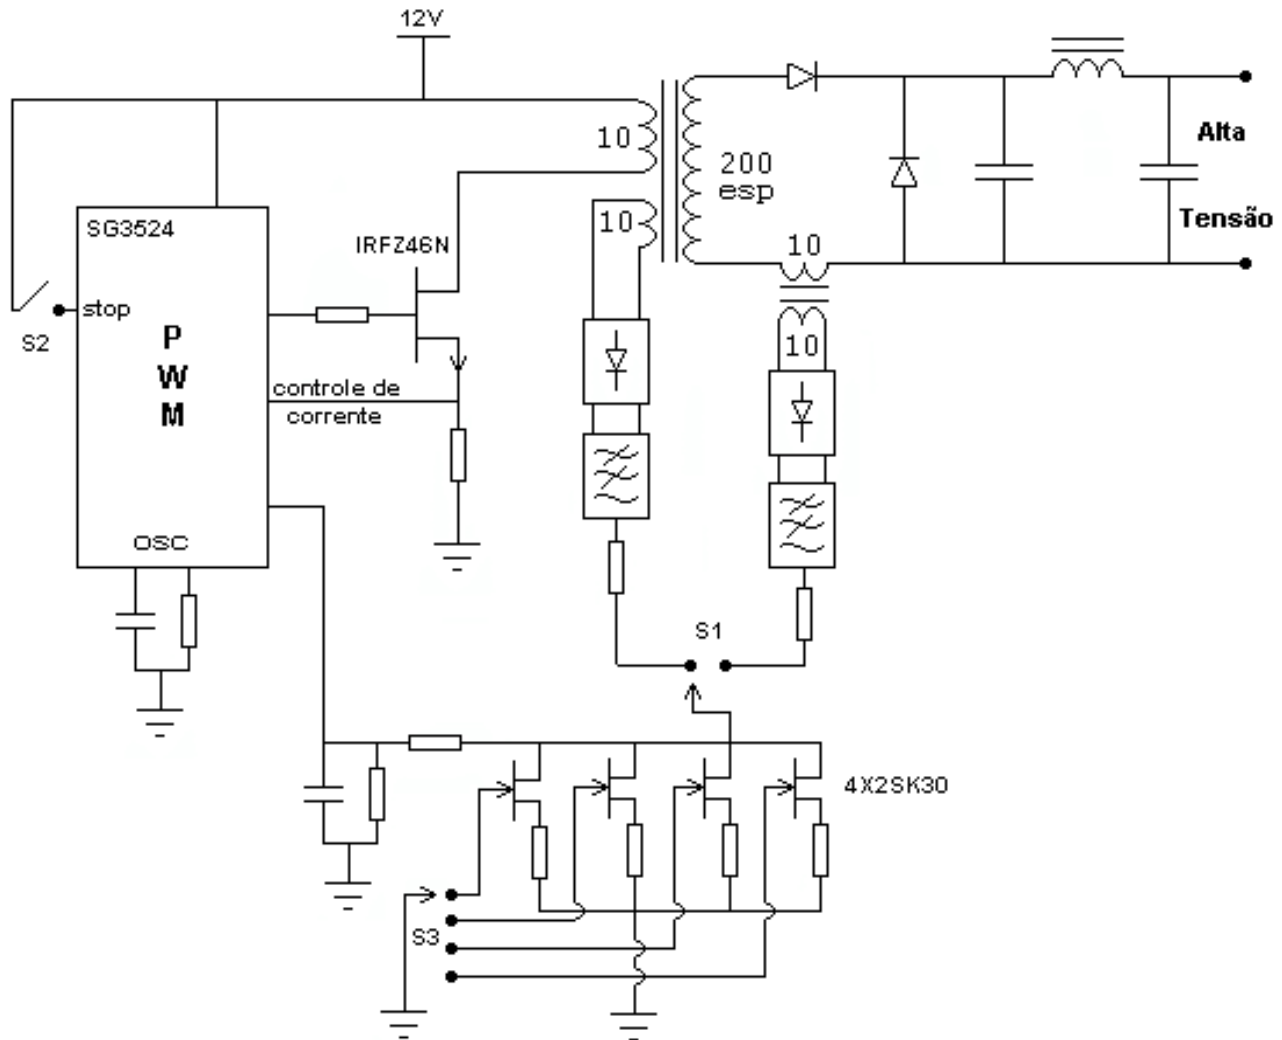 12V
10
Alta
200
esp
SG3524
10
Tensão
IRFZ46N
10
stop
S2
P
W
M
10
controle de
corrente
OSC
S1
4X2SK30
S3